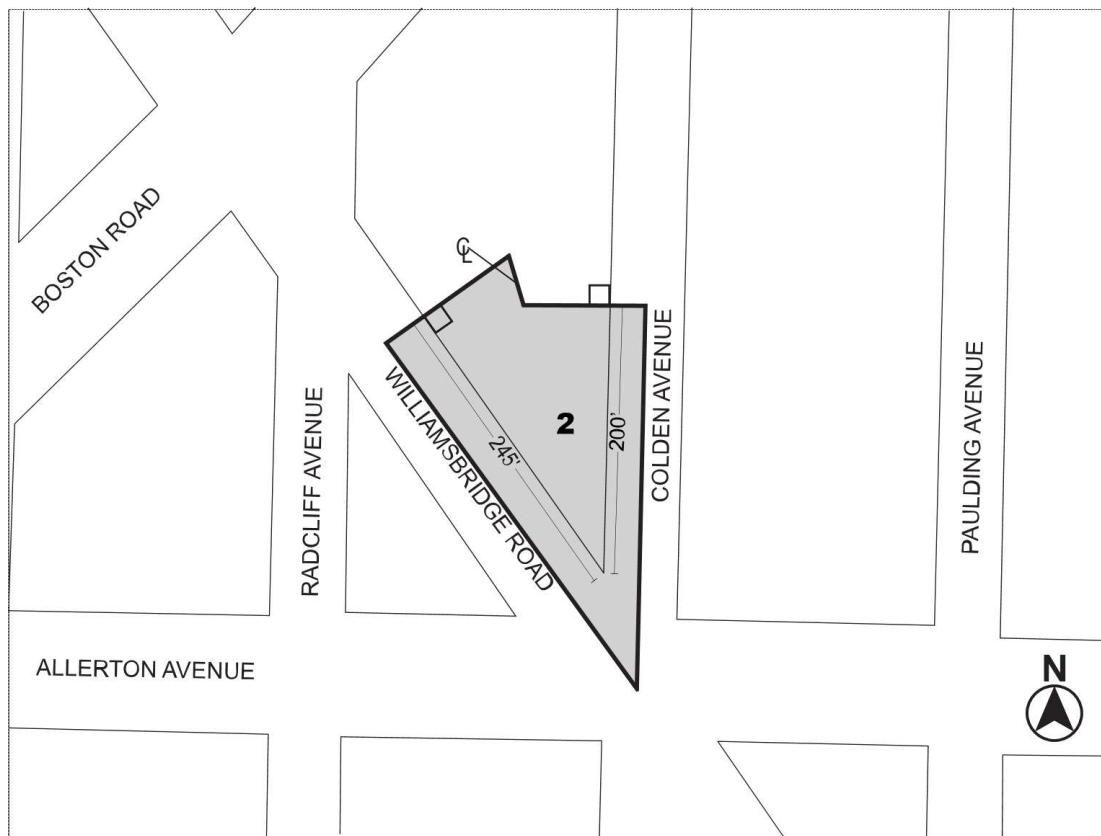 BOSTON ROAD
℄
RADCLIFF AVENUE
WILLIAMSBRIDGE ROAD
245'
2
200'
COLDEN AVENUE
PAULDING AVENUE
ALLERTON AVENUE
N